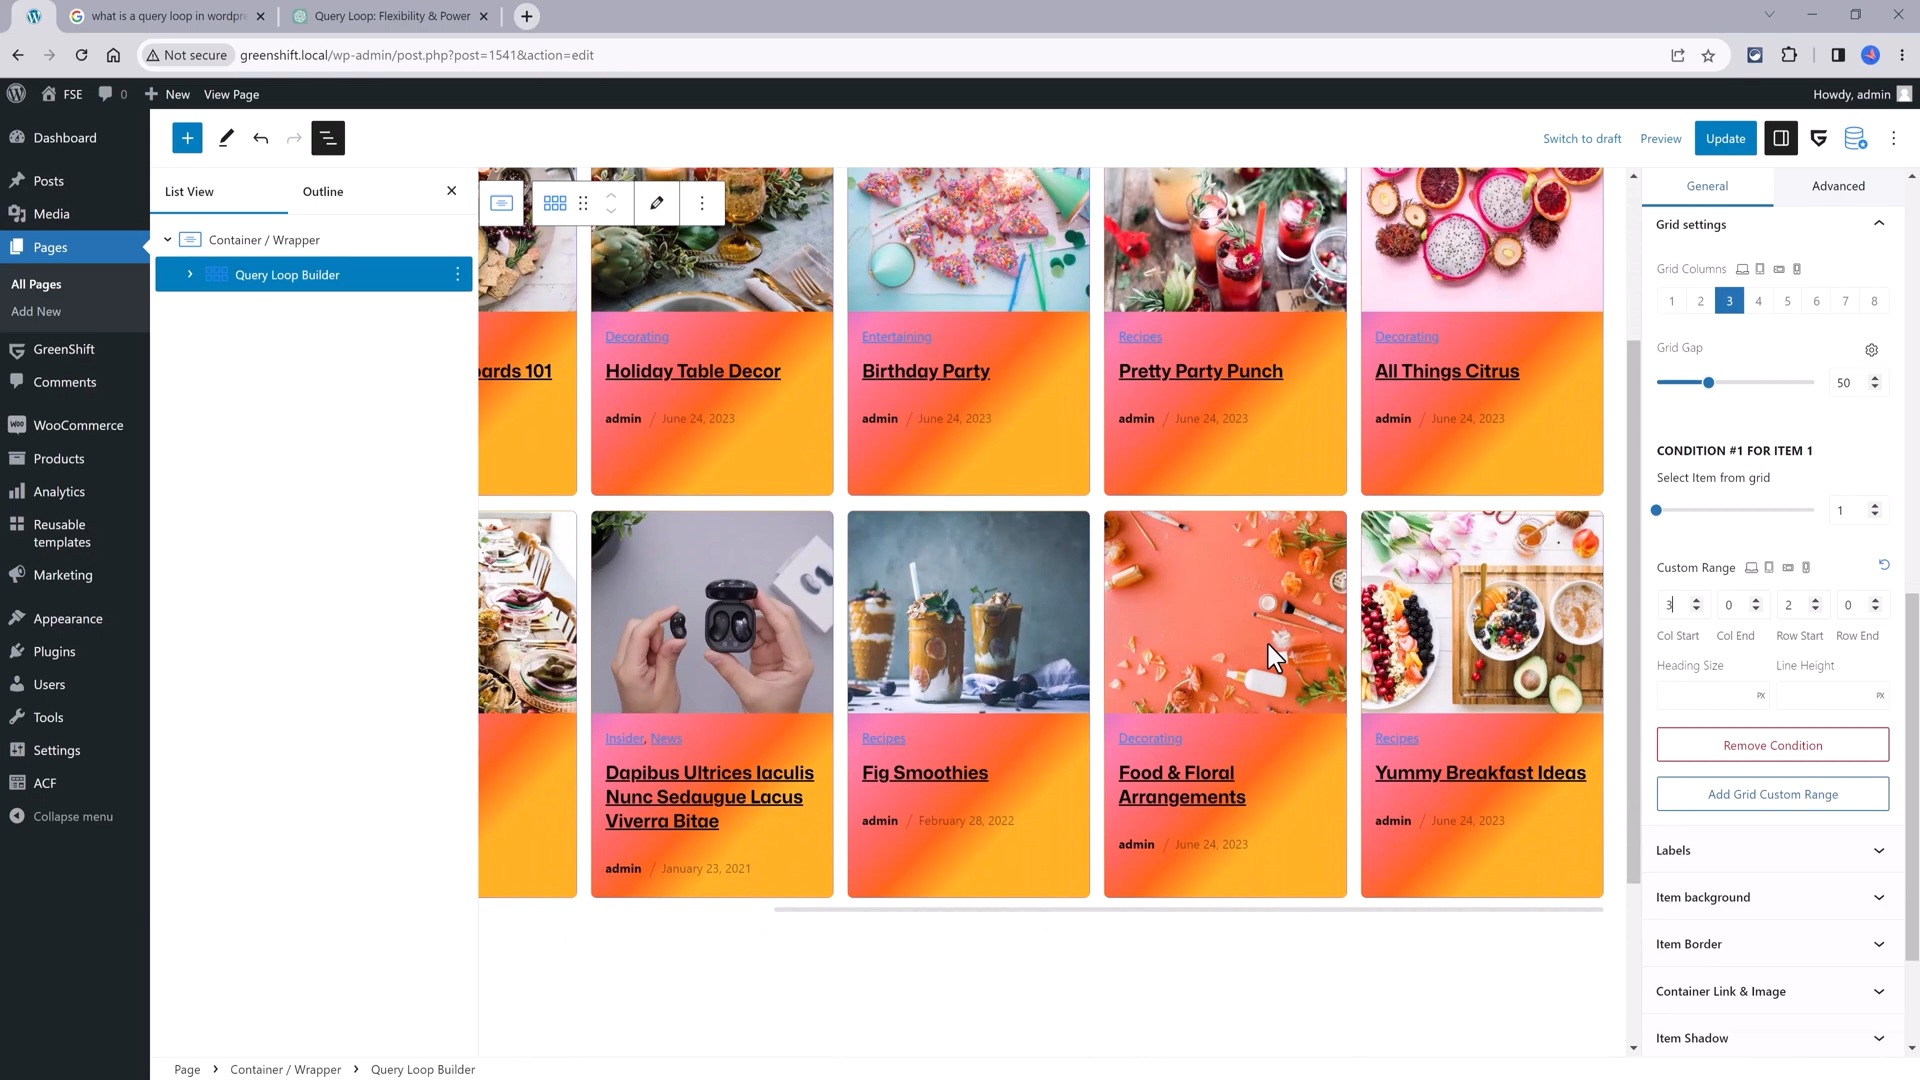 what is a query loop in wordpre
Query Loop: Flexibility & Power
Not secure
greenshift.local/wp-admin/post.php?post=1541&action=edit
FSE
0
New
View Page
Howdy, admin
Dashboard
Posts
Media
Pages
All Pages
Add New
GreenShift
Comments
WooCommerce
Products
Analytics
Reusable
templates
Marketing
Appearance
Plugins
Users
Tools
Settings
ACF
Collapse menu
Switch to draft
Preview
Update
List View
Outline
Container / Wrapper
Query Loop Builder
Decorating
Entertaining
Recipes
Decorating
ards 101
Holiday Table Decor
Birthday Party
Pretty Party Punch
All Things Citrus
admin / June 24, 2023
admin / June 24, 2023
admin / June 24, 2023
admin / June 24, 2023
Insider, News
Recipes
Decorating
Recipes
Dapibus Ultrices Iaculis
Nunc Sedaugue Lacus
Viverra Bitae
Fig Smoothies
Food & Floral
Arrangements
Yummy Breakfast Ideas
admin / January 23, 2021
admin / February 28, 2022
admin / June 24, 2023
admin / June 24, 2023
General
Advanced
Grid settings
Grid Columns
1 2 3 4 5 6 7 8
Grid Gap
50
CONDITION #1 FOR ITEM 1
Select Item from grid
1
Custom Range
3 0 2 0
Col Start Col End Row Start Row End
Heading Size Line Height
PX PX
Remove Condition
Add Grid Custom Range
Labels
Item background
Item Border
Container Link & Image
Item Shadow
Page > Container / Wrapper > Query Loop Builder